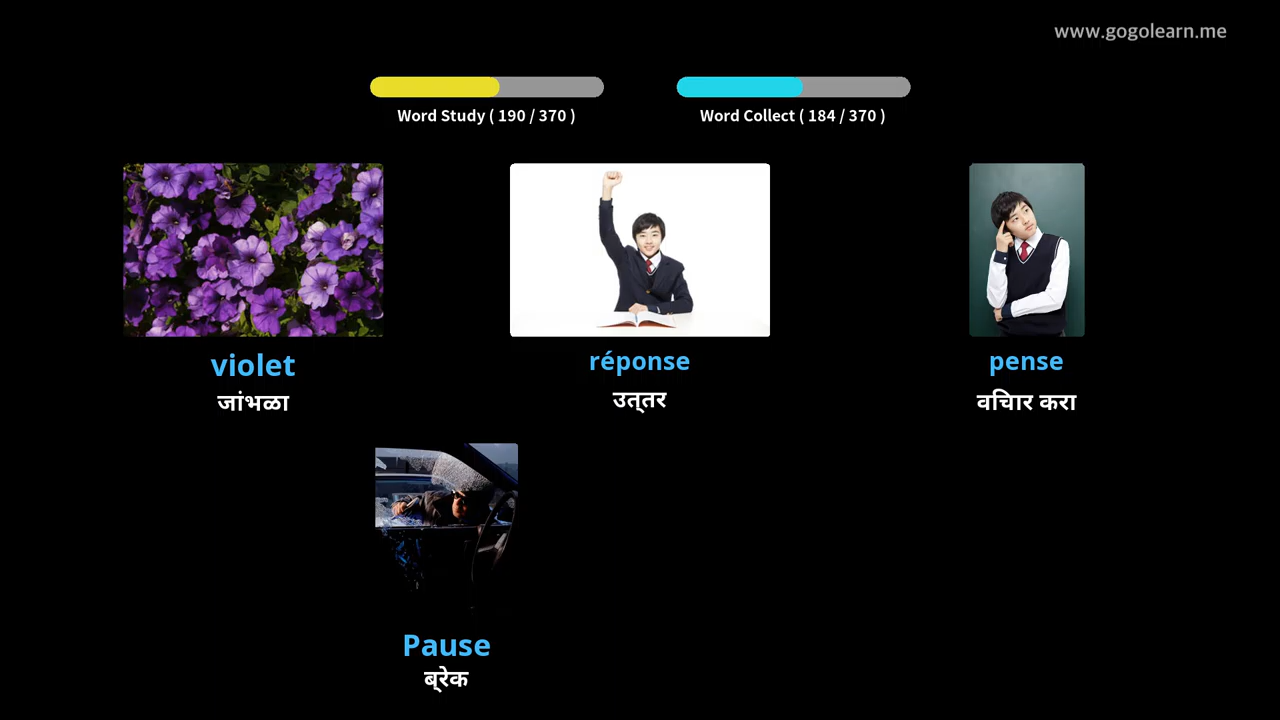 www.gogolearn.me
Word Study ( 190 / 370 )
Word Collect ( 184 / 370 )
violet
जांभळा
réponse
उत्तर
pense
विचार करा
Pause
ब्रेक